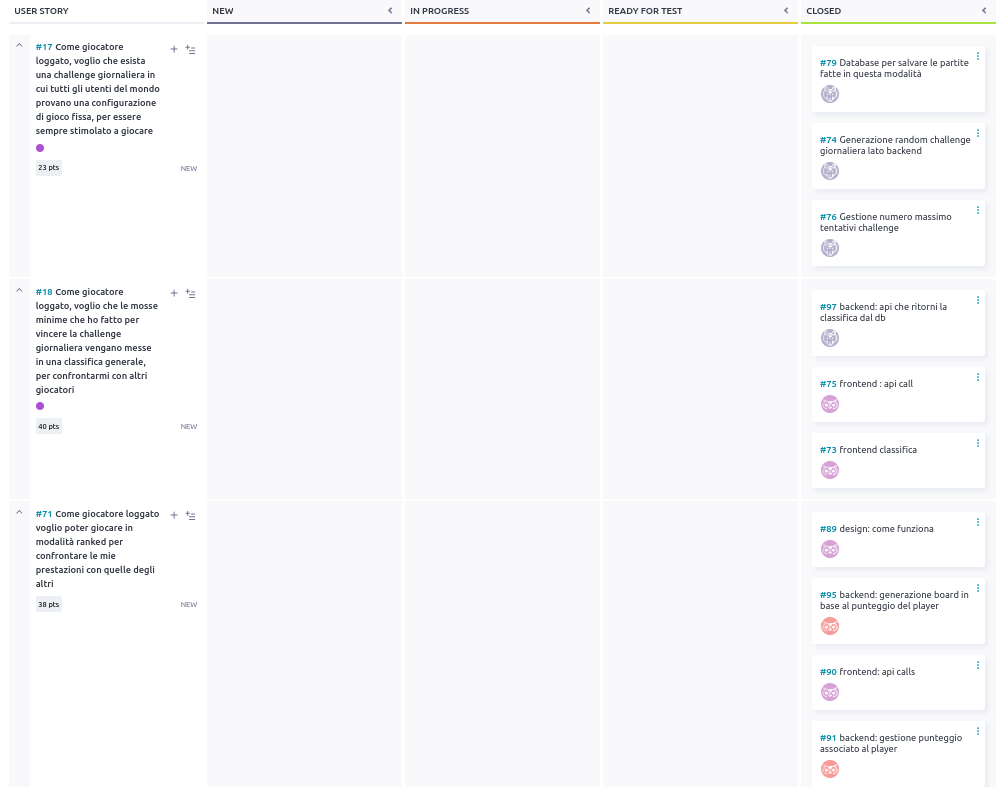 USER STORY
NEW
IN PROGRESS
READY FOR TEST
CLOSED
#17 Come giocatore
loggato, voglio che esista
una challenge giornaliera in
cui tutti gli utenti del mondo
provano una configurazione
di gioco fissa, per essere
sempre stimolato a giocare
23 pts
NEW
#79 Database per salvare le partite
fatte in questa modalità
#74 Generazione random challenge
giornaliera lato backend
#76 Gestione numero massimo
tentativi challenge
#18 Come giocatore
loggato, voglio che le mosse
minime che ho fatto per
vincere la challenge
giornaliera vengano messe
in una classifica generale,
per confrontarmi con altri
giocatori
40 pts
NEW
#97 backend: api che ritorni la
classifica dal db
#75 frontend : api call
#73 frontend classifica
#71 Come giocatore loggato
voglio poter giocare in
modalità ranked per
confrontare le mie
prestazioni con quelle degli
altri
38 pts
NEW
#89 design: come funziona
#95 backend: generazione board in
base al punteggio del player
#90 frontend: api calls
#91 backend: gestione punteggio
associato al player